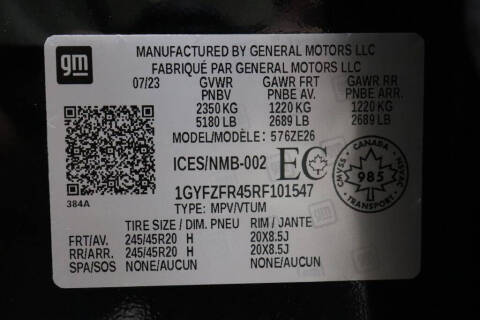 gm
MANUFACTURED BY GENERAL MOTORS LLC
FABRIQUÉ PAR GENERAL MOTORS LLC
07/23 GVWR GAWR FRT GAWR RR
PNBV PNBE AV. PNBE ARR.
2350 KG 1220 KG 1220 KG
5180 LB 2689 LB 2689 LB
MODEL/MODÈLE: 576ZE26
ICES/NMB-002 EC
CANADA
CMVSS 985 NSVAC
384A
1GYFZFR45RF101547
TYPE: MPV/VTUM
TIRE SIZE / DIM. PNEU RIM / JANTE
FRT/AV. 245/45R20 H 20X8.5J
RR/ARR. 245/45R20 H 20X8.5J
SPA/SOS NONE/AUCUN NONE/AUCUN